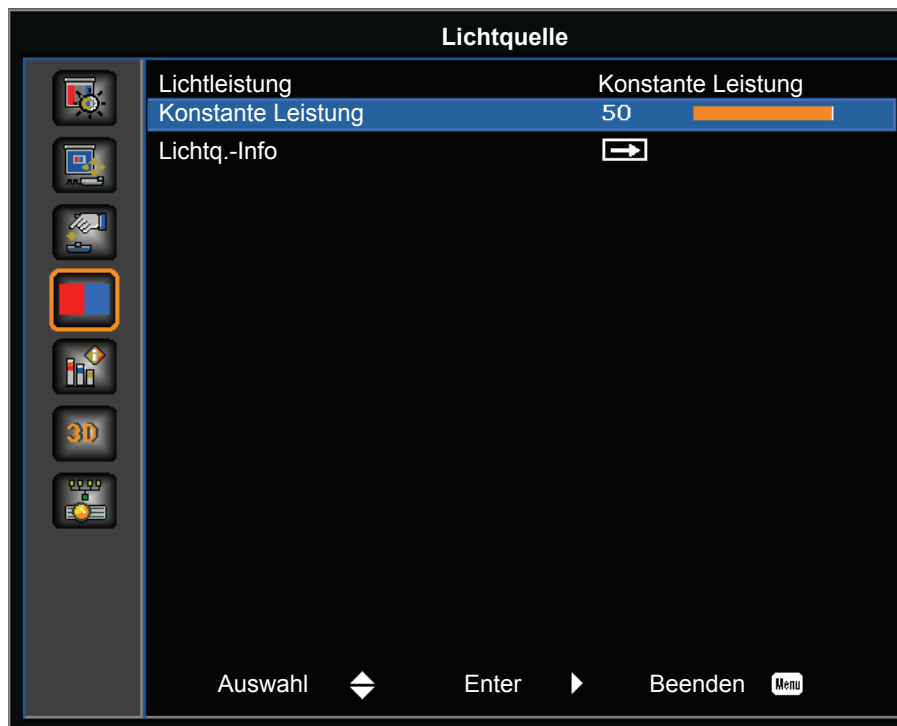 Lichtquelle
Lichtleistung Konstante Leistung
Konstante Leistung 50
Lichtq.-Info
3D
Auswahl Enter Beenden Menu